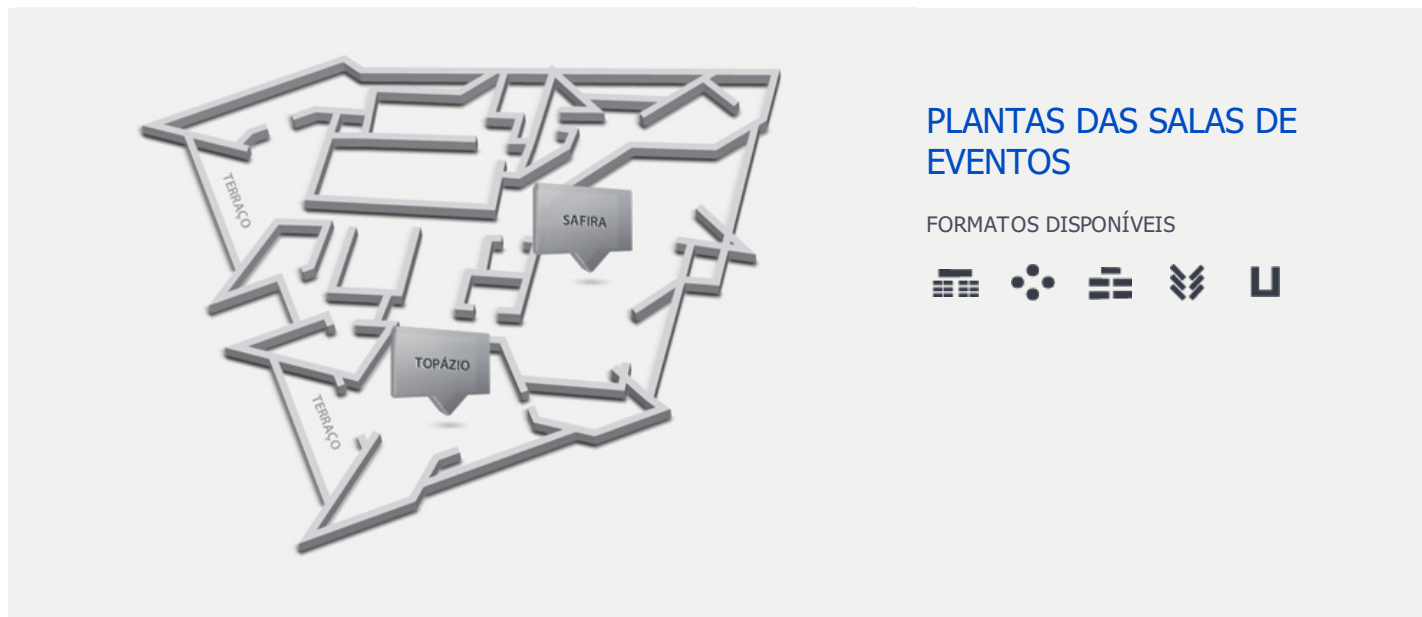 PLANTAS DAS SALAS DE
EVENTOS
FORMATOS DISPONÍVEIS
TERRAÇO
SAFIRA
TOPÁZIO
TERRAÇO